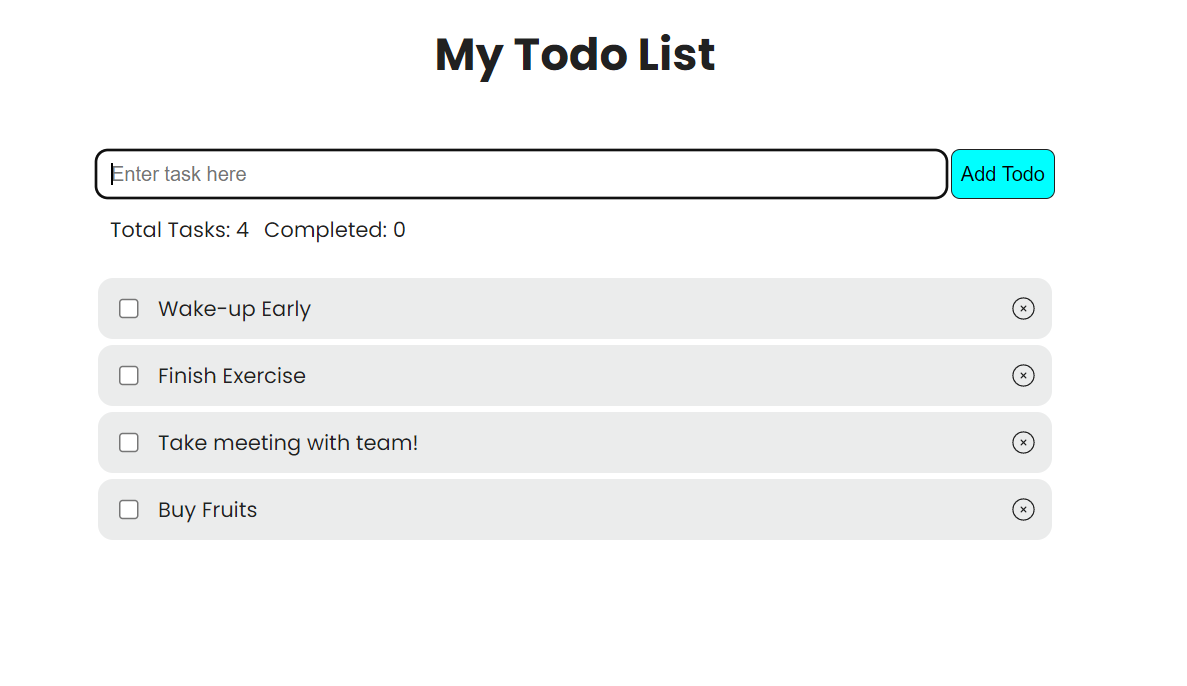 My Todo List
Enter task here Add Todo
Total Tasks: 4 Completed: 0
Wake-up Early
Finish Exercise
Take meeting with team!
Buy Fruits